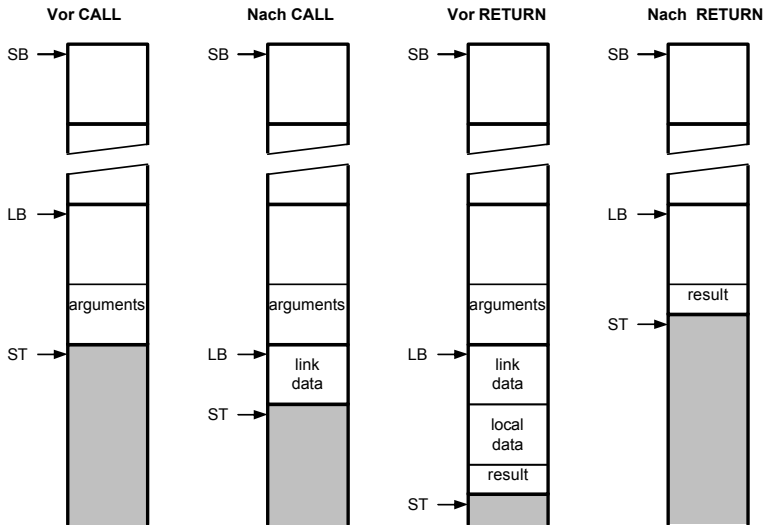 Vor CALL
SB
LB
arguments
ST
Nach CALL
SB
arguments
LB
link
data
ST
Vor RETURN
SB
arguments
LB
link
data
local
data
result
ST
Nach RETURN
SB
LB
result
ST